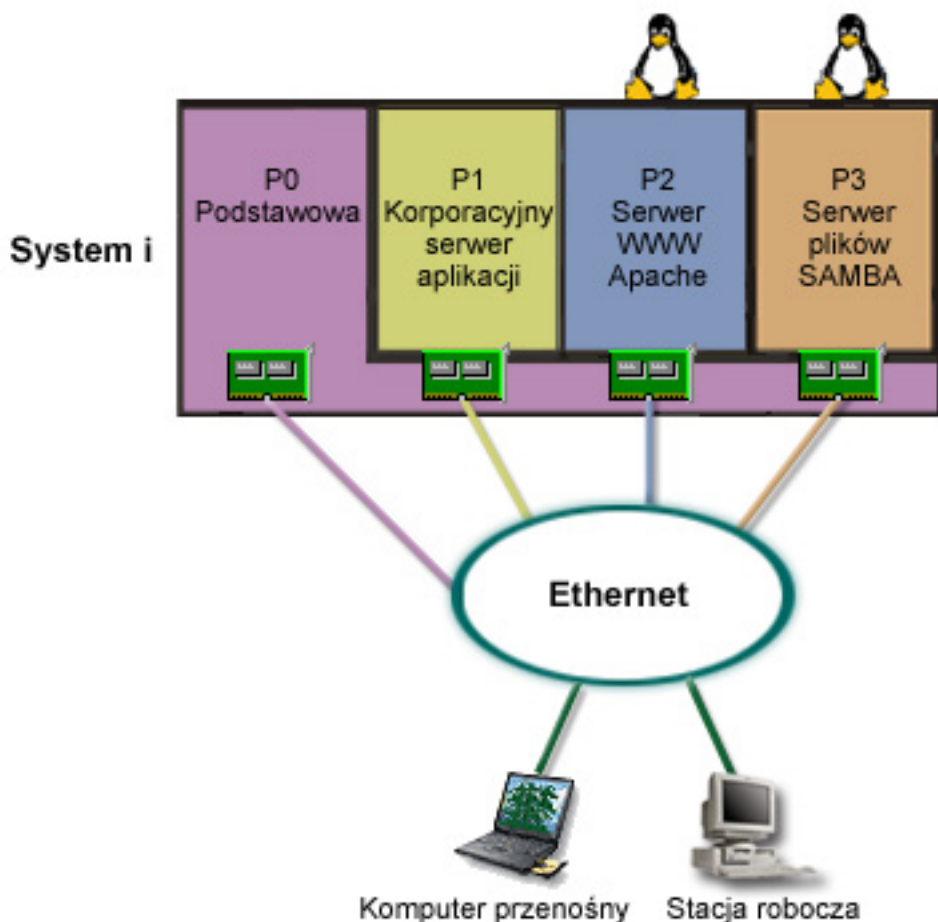 System i
P0
Podstawowa
P1
Korporacyjny
serwer
aplikacji
P2
Serwer
WWW
Apache
P3
Serwer
plików
SAMBA
Ethernet
Komputer przenośny
Stacja robocza